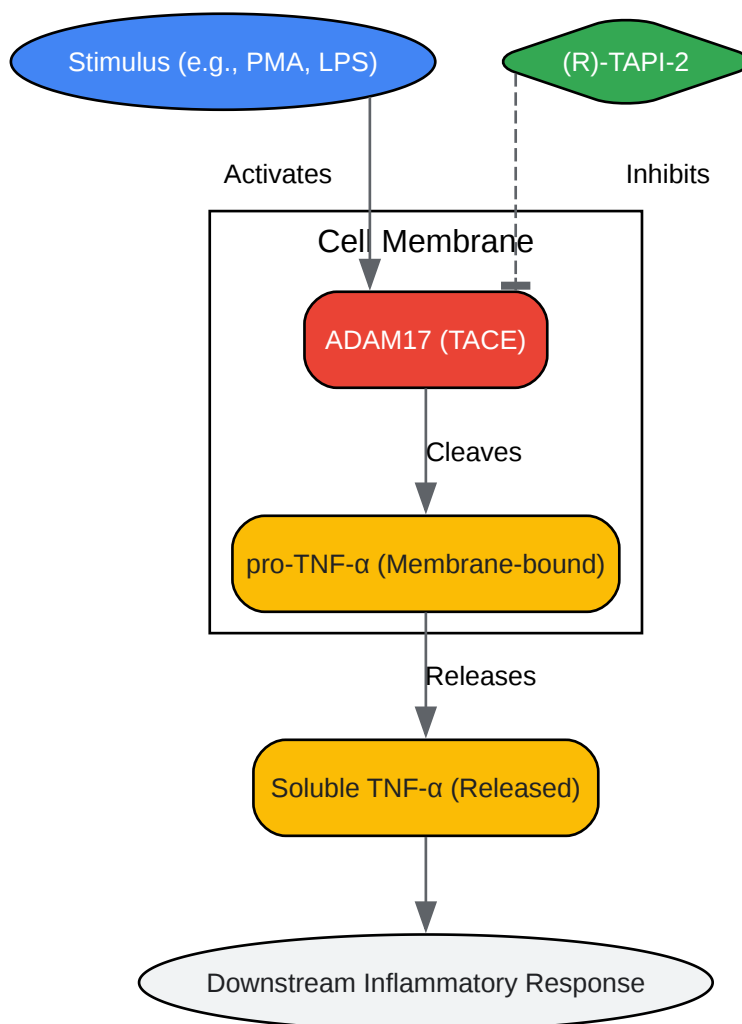 Stimulus (e.g., PMA, LPS)
(R)-TAPI-2
Activates
Inhibits
Cell Membrane
ADAM17 (TACE)
Cleaves
pro-TNF-α (Membrane-bound)
Releases
Soluble TNF-α (Released)
Downstream Inflammatory Response